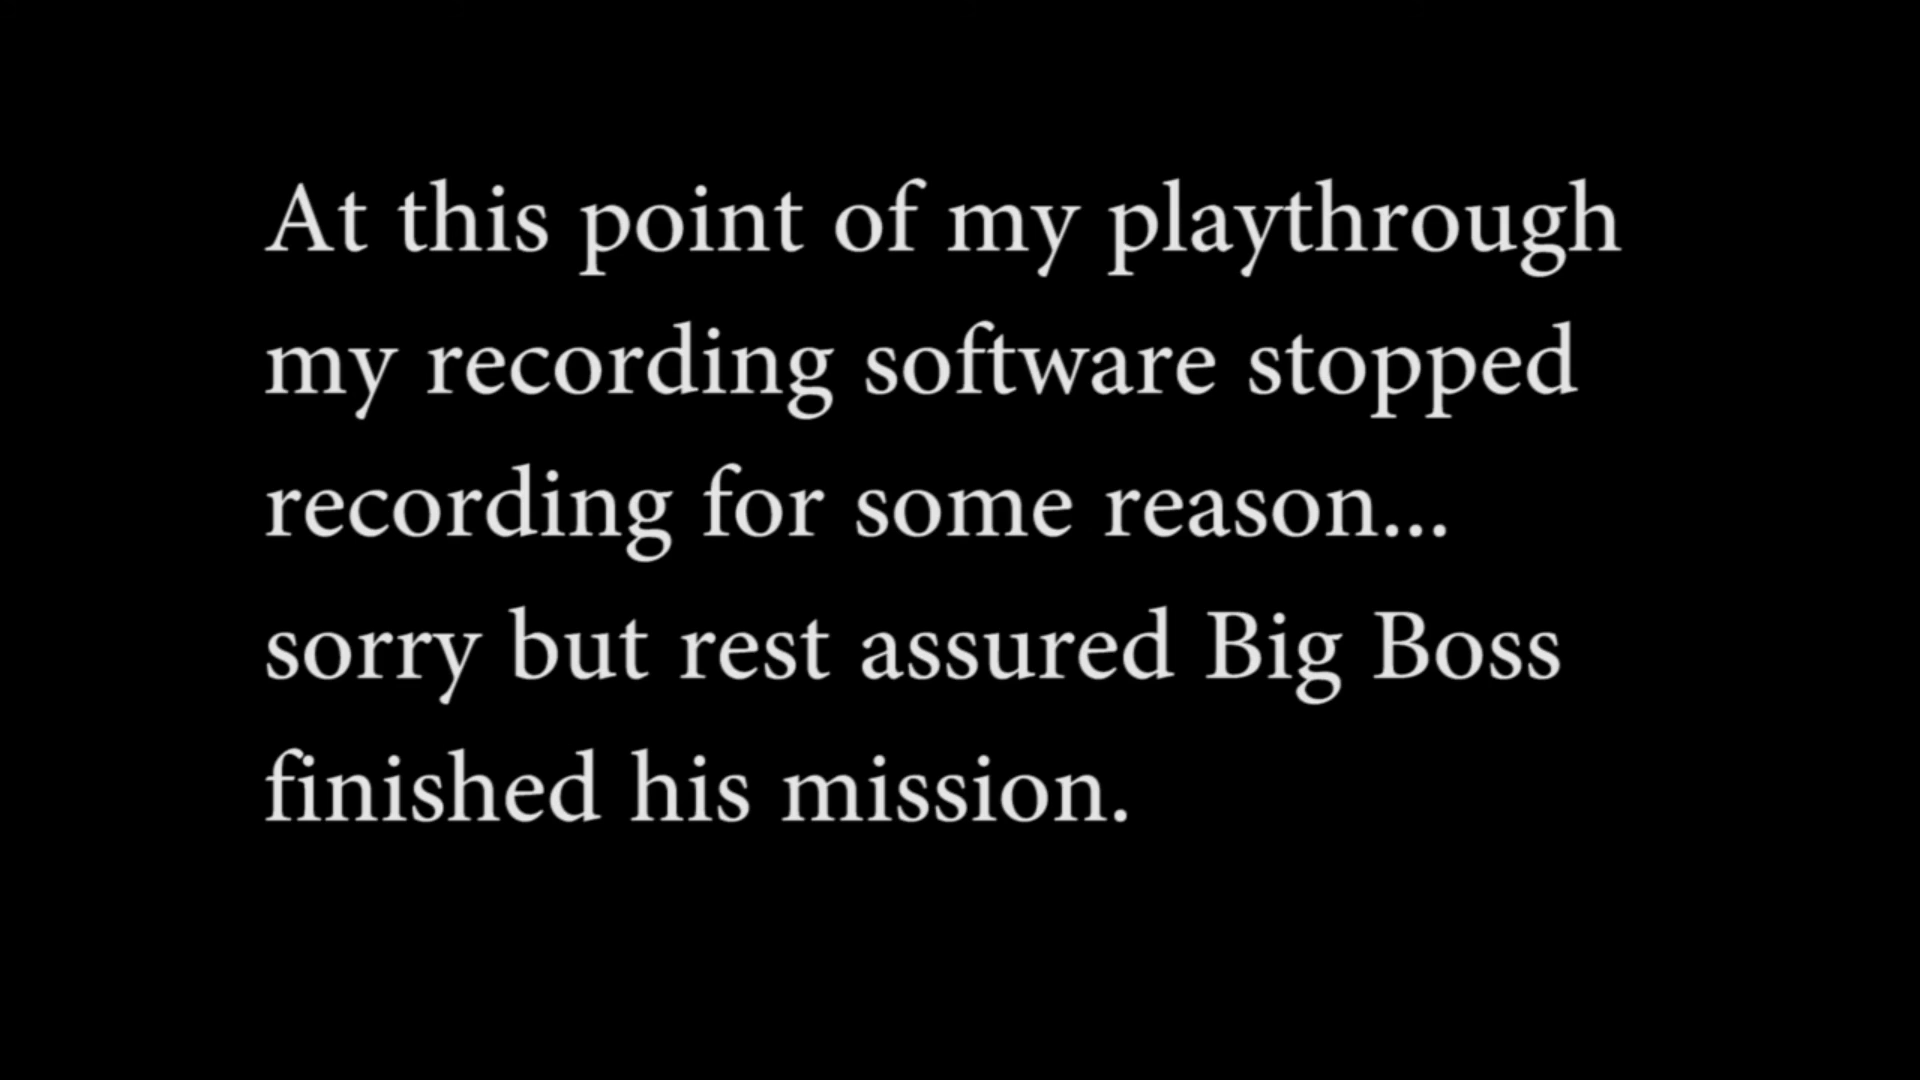 At this point of my playthrough
my recording software stopped
recording for some reason...
sorry but rest assured Big Boss
finished his mission.